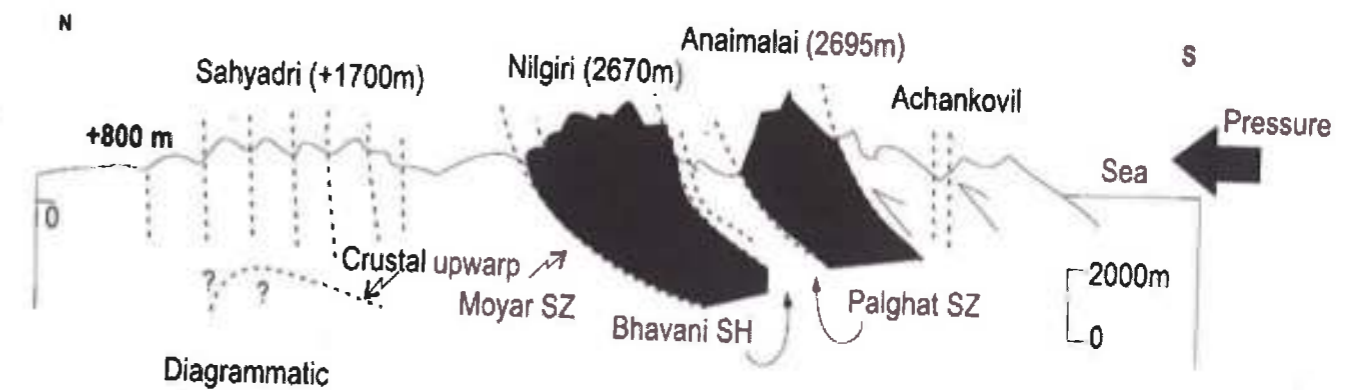 N
Sahyadri (+1700m)
Nilgiri (2670m)
Anaimalai (2695m)
S
+800 m
Achankovil
Pressure
Sea
0
? ?
Crustal upwarp
Moyar SZ
Bhavani SH
Palghat SZ
2000m
0
Diagrammatic